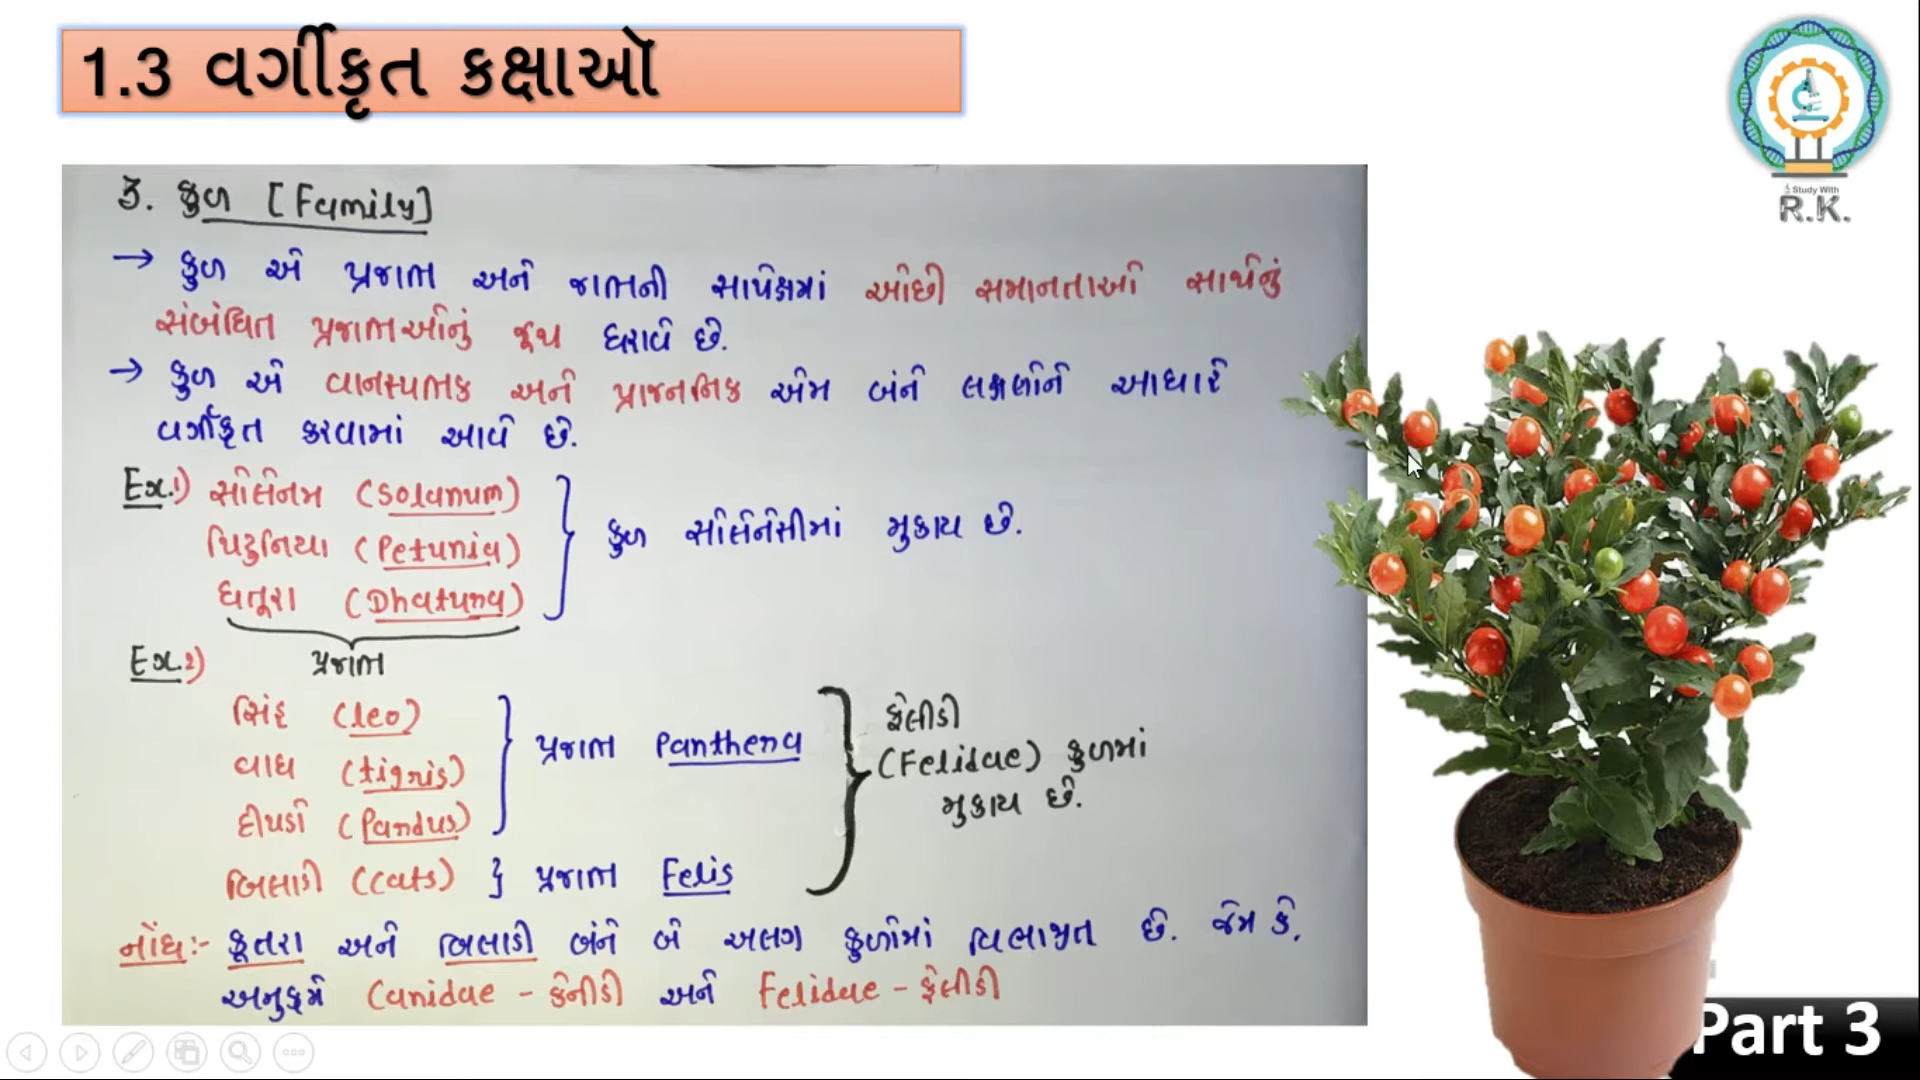 1.3 વર્ગીકૃત કક્ષાઓ
Study With
R.K.
3. કુળ [Family]
→ કુળ એ પ્રજાતિ અને જાતિની સાપેક્ષમાં ઓછી સમાનતાઓ સાથેનું
સંબંધિત પ્રજાતિઓનું જૂથ ધરાવે છે.
→ કુળ એ વાનસ્પતિક અને પ્રાજનનિક એમ બંને લક્ષણોને આધારે
વર્ગીકૃત કરવામાં આવે છે.
Ex.1) સોલેનમ (Solanum)
પિટુનિયા (Petunia)
ધતૂરા (Dhatura)
} કુળ સોલેનેસીમાં મુકાય છે.
પ્રજાતિ
Ex.2)
સિંહ (leo)
વાઘ (tigris)
દીપડો (Pardus)
} પ્રજાતિ Panthera
બિલાડી (cats) } પ્રજાતિ Felis
} ફેલીડી
(Felidae) કુળમાં
મુકાય છે.
નોંધ:- કૂતરા અને બિલાડી બંને બે અલગ કુળોમાં વિભાજીત છે. જેમ કે,
અનુક્રમે Canidae - કેનીડી અને Felidae - ફેલીડી
Part 3